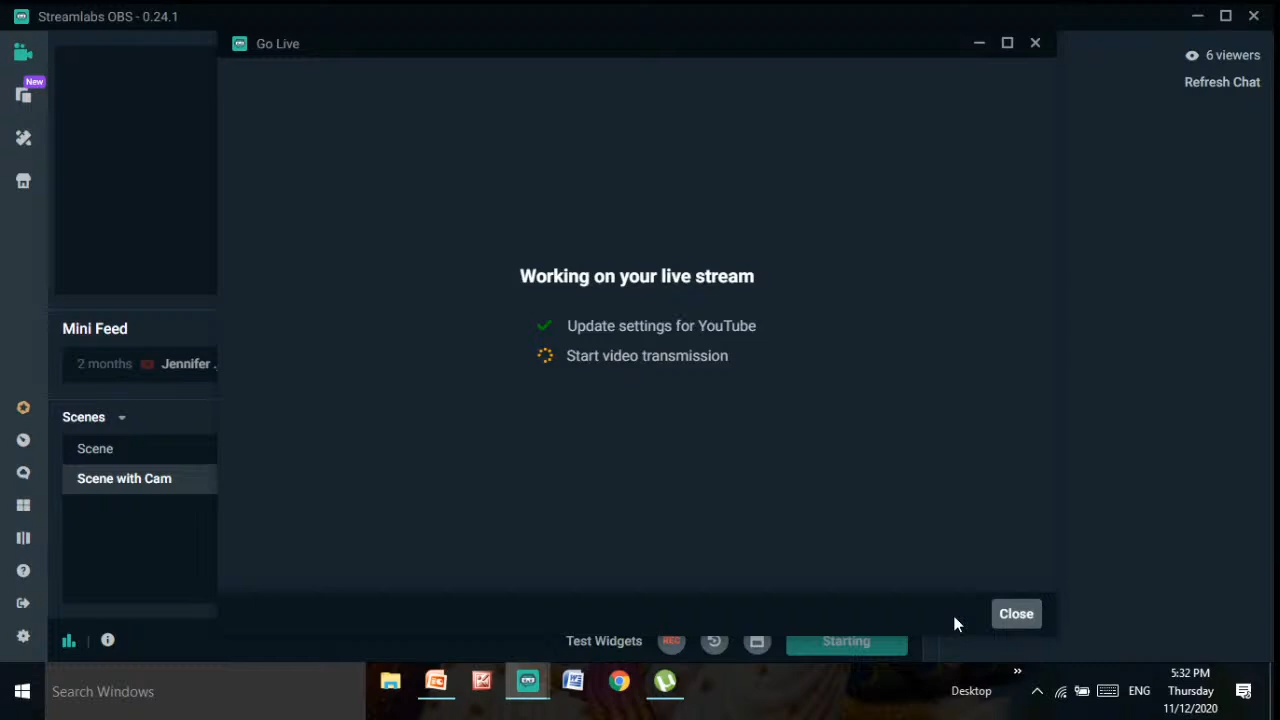 Streamlabs OBS - 0.24.1
Go Live
6 viewers
New
Refresh Chat
Working on your live stream
Update settings for YouTube
Start video transmission
Mini Feed
2 months Jennifer
Scenes
Scene
Scene with Cam
Close
Test Widgets
REC
Starting
Search Windows
Desktop
ENG
5:32 PM
Thursday
11/12/2020